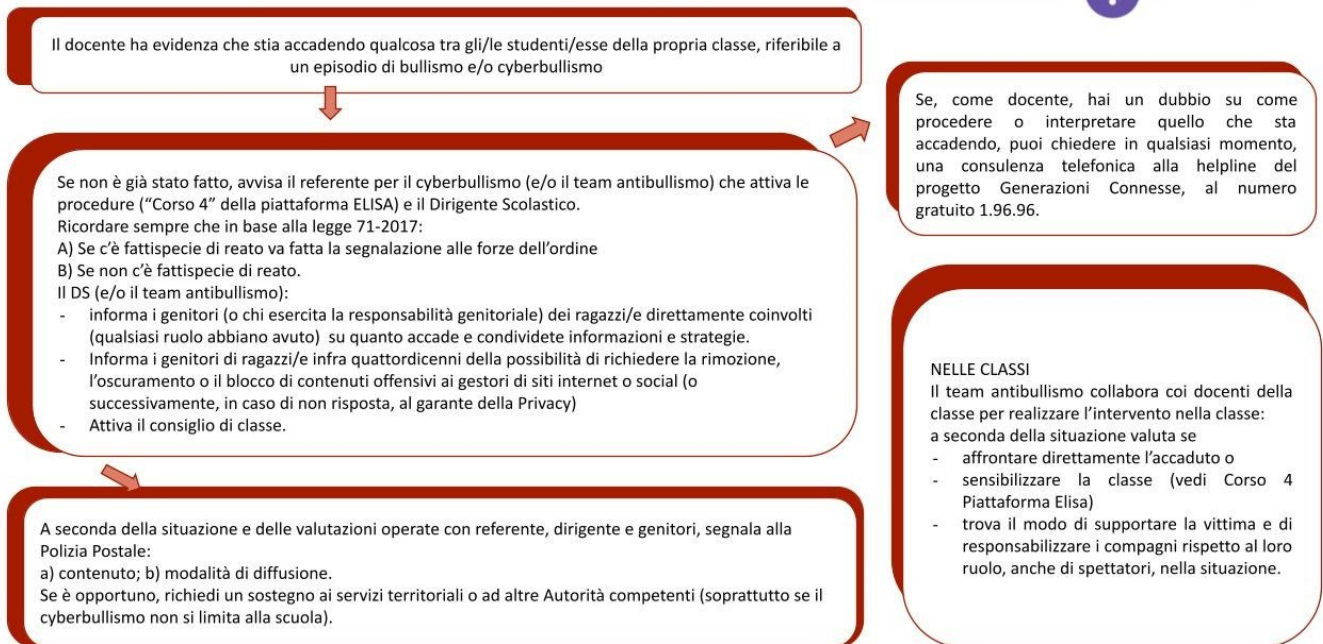 Il docente ha evidenza che stia accadendo qualcosa tra gli/le studenti/esse della propria classe, riferibile a
un episodio di bullismo e/o cyberbullismo
Se non è già stato fatto, avvisa il referente per il cyberbullismo (e/o il team antibullismo) che attiva le
procedure (“Corso 4” della piattaforma ELISA) e il Dirigente Scolastico.
Ricordare sempre che in base alla legge 71-2017:
A) Se c’è fattispecie di reato va fatta la segnalazione alle forze dell’ordine
B) Se non c’è fattispecie di reato.
Il DS (e/o il team antibullismo):
- informa i genitori (o chi esercita la responsabilità genitoriale) dei ragazzi/e direttamente coinvolti
(qualsiasi ruolo abbiano avuto) su quanto accade e condividete informazioni e strategie.
- Informa i genitori di ragazzi/e infra quattordicenni della possibilità di richiedere la rimozione,
l’oscuramento o il blocco di contenuti offensivi ai gestori di siti internet o social (o
successivamente, in caso di non risposta, al garante della Privacy)
- Attiva il consiglio di classe.
A seconda della situazione e delle valutazioni operate con referente, dirigente e genitori, segnala alla
Polizia Postale:
a) contenuto; b) modalità di diffusione.
Se è opportuno, richiedi un sostegno ai servizi territoriali o ad altre Autorità competenti (soprattutto se il
cyberbullismo non si limita alla scuola).
Se, come docente, hai un dubbio su come
procedere o interpretare quello che sta
accadendo, puoi chiedere in qualsiasi momento,
una consulenza telefonica alla helpline del
progetto Generazioni Connesse, al numero
gratuito 1.96.96.
NELLE CLASSI
Il team antibullismo collabora coi docenti della
classe per realizzare l’intervento nella classe:
a seconda della situazione valuta se
- affrontare direttamente l’accaduto o
- sensibilizzare la classe (vedi Corso 4
Piattaforma Elisa)
- trova il modo di supportare la vittima e di
responsabilizzare i compagni rispetto al loro
ruolo, anche di spettatori, nella situazione.